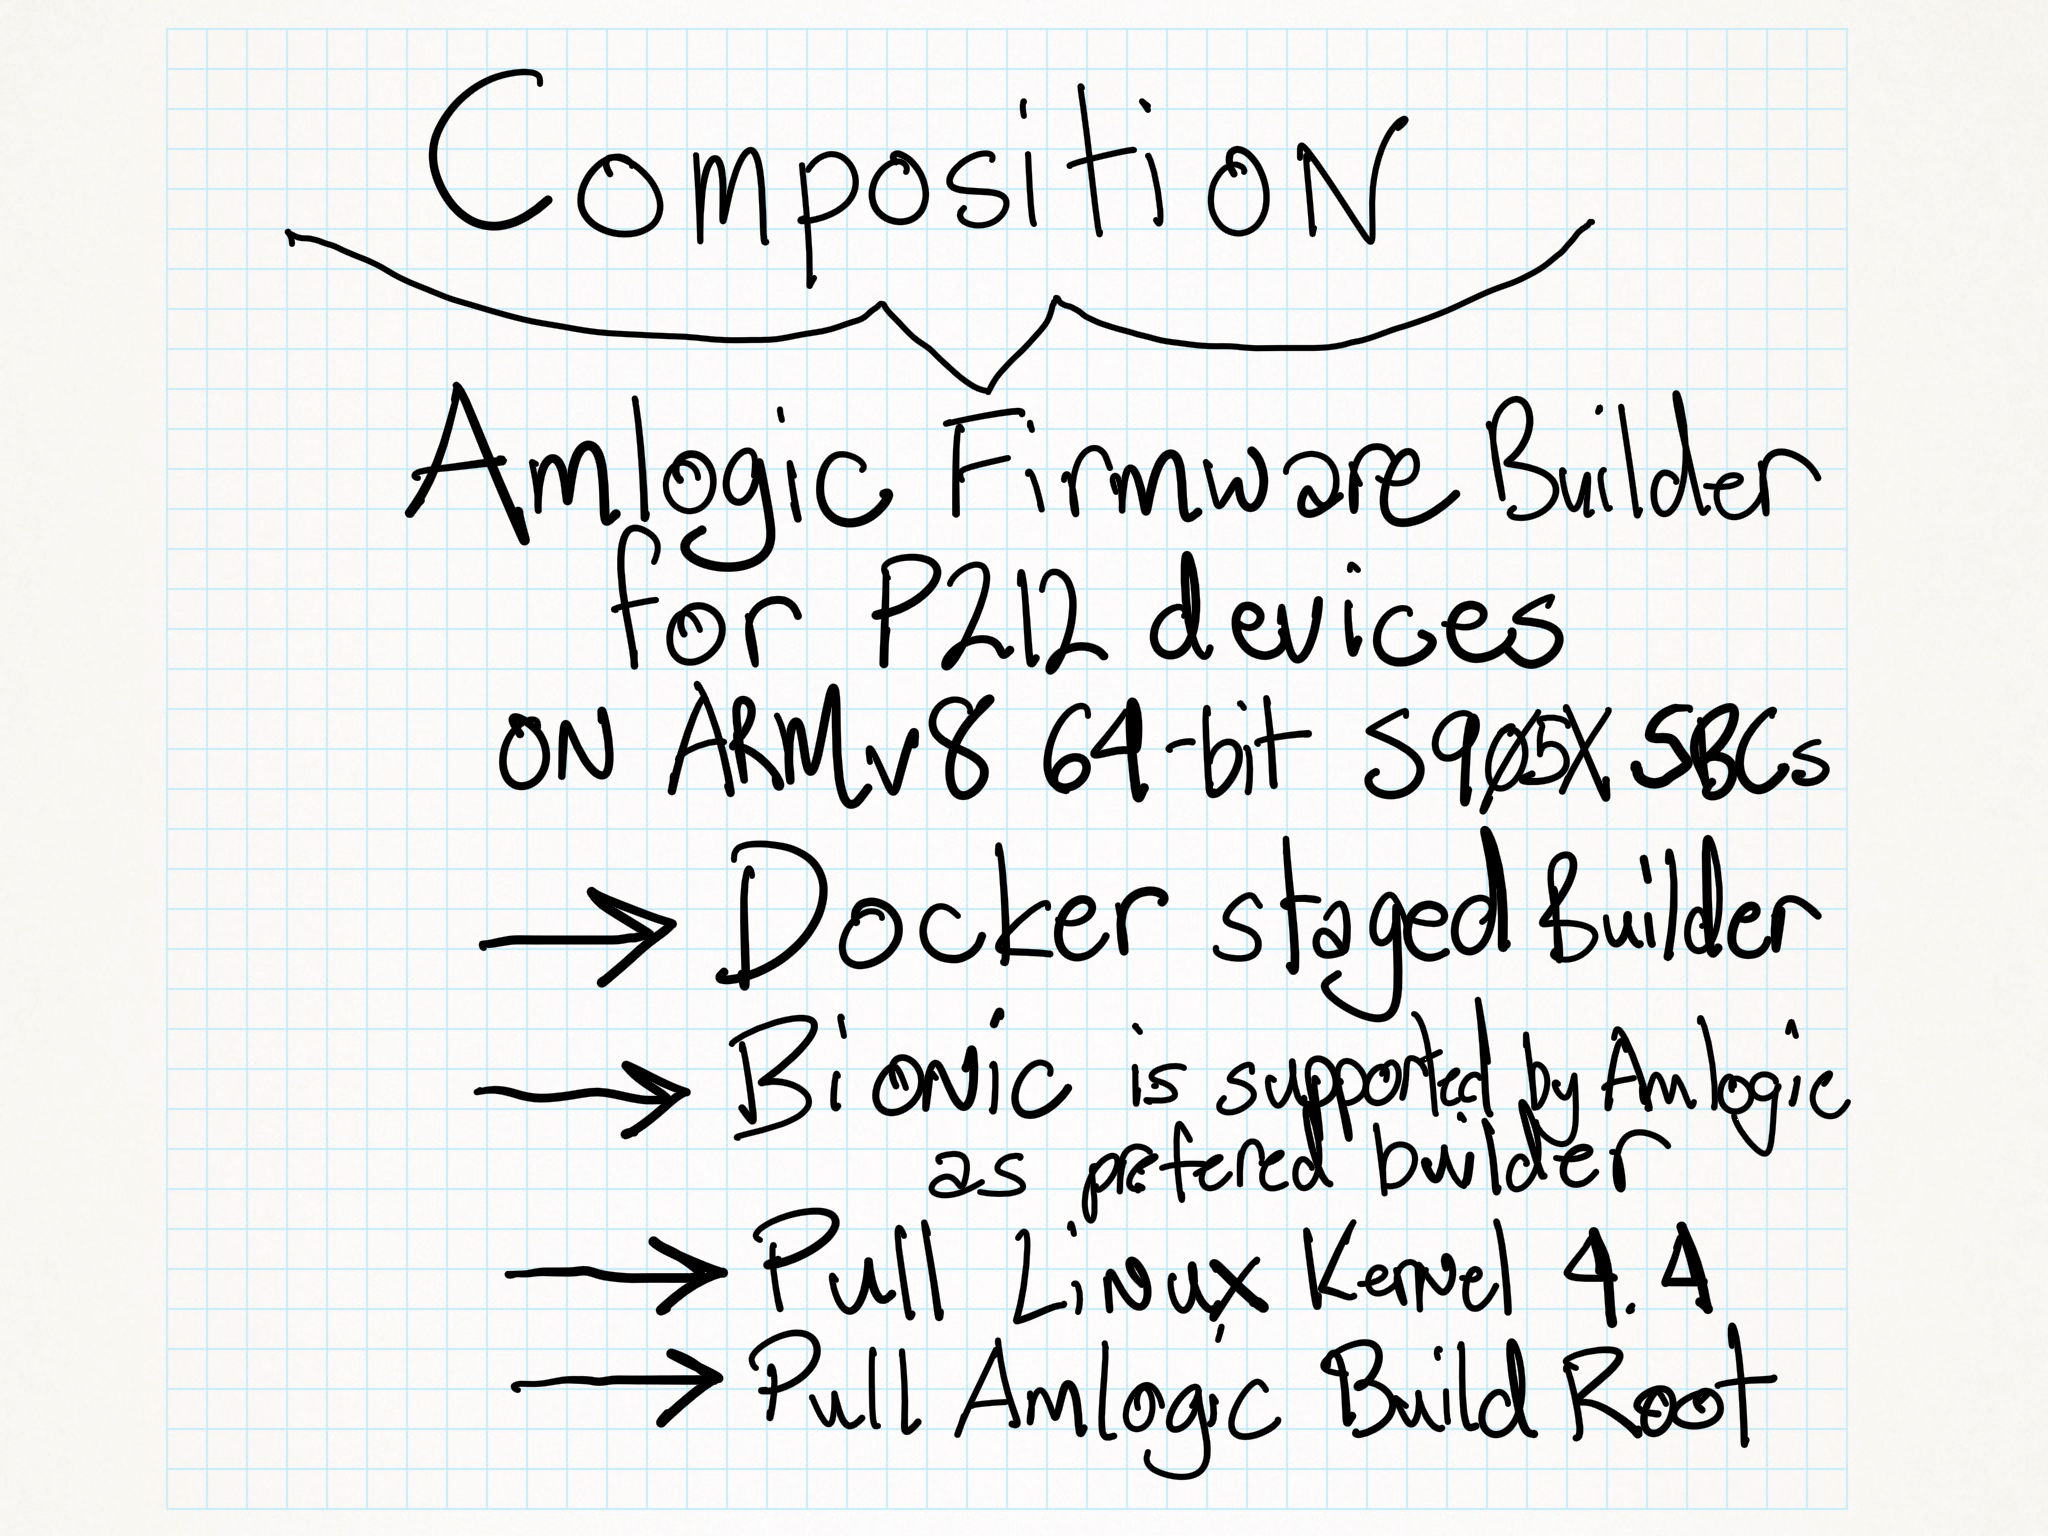 Composition
Amlogic Firmware Builder
for P212 devices
on ARMv8 64-bit S905X SBCs
→ Docker staged Builder
→ Bionic is supported by Amlogic
as prefered builder
→ Pull Linux Kernel 4.4
→ Pull Amlogic Build Root